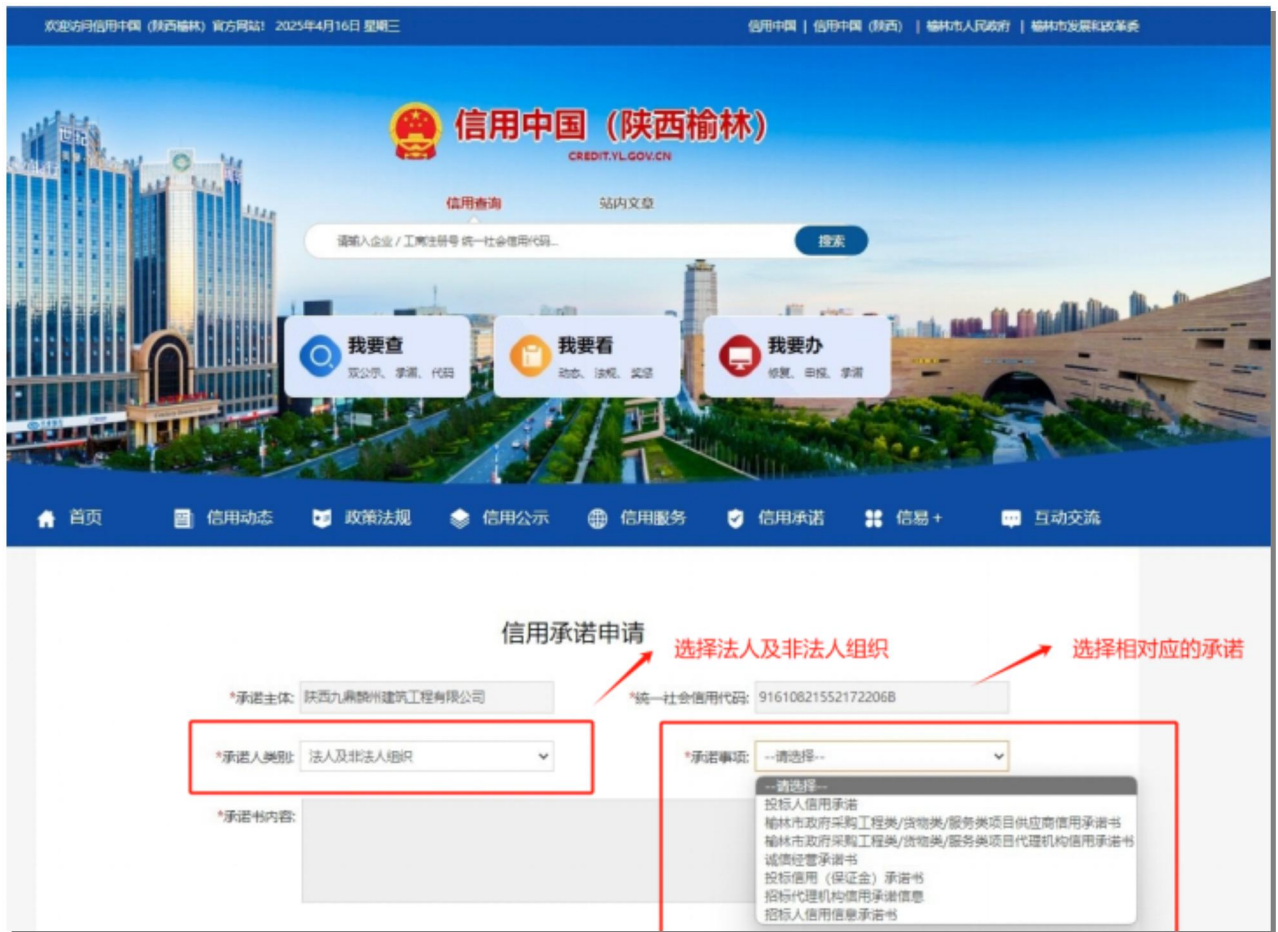 欢迎访问信用中国（陕西榆林）官方网站！ 2025年4月16日 星期三
信用中国 | 信用中国（陕西） | 榆林市人民政府 | 榆林市发展和改革委
信用中国（陕西榆林）
CREDIT.YL.GOV.CN
信用查询 站内文章
请输入企业 / 工商注册号 统一社会信用代码...
搜索
我要查
双公示、承诺、代码
我要看
动态、法规、奖惩
我要办
修复、申报、承诺
首页 信用动态 政策法规 信用公示 信用服务 信用承诺 信易+ 互动交流
信用承诺申请
选择法人及非法人组织
选择相对应的承诺
*承诺主体: 陕西九鼎麟州建筑工程有限公司
*统一社会信用代码: 91610821552172206B
*承诺人类别: 法人及非法人组织
*承诺事项: --请选择--
--请选择--
投标人信用承诺
榆林市政府采购工程类/货物类/服务类项目供应商信用承诺书
榆林市政府采购工程类/货物类/服务类项目代理机构信用承诺书
诚信经营承诺书
投标信用（保证金）承诺书
招标代理机构信用承诺信息
招标人信用信息承诺书
*承诺书内容: